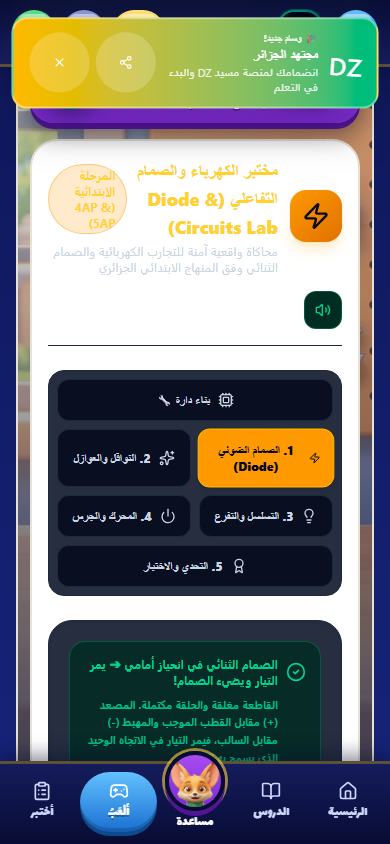 🎉 وسام جديد!
مجتهد الجزائر
انضمامك لمنصة مسيد DZ والبدء
في التعلم
DZ
مختبر الكهرباء والصمام
التفاعلي (Diode &
Circuits Lab)
المرحلة
الابتدائية
(4AP &
5AP)
محاكاة واقعية آمنة للتجارب الكهربائية والصمام
الثنائي وفق المنهاج الابتدائي الجزائري
بناء دارة 🔧
1. الصمام الضوئي
(Diode)
2. النواقل والعوازل
3. التسلسل والتفرع
4. المحرك والجرس
5. التحدي والاختبار
الصمام الثنائي في انحياز أمامي ➔ يمر
التيار ويضيء الصمام!
القاطعة مغلقة والحلقة مكتملة. المصعد
(+) مقابل القطب الموجب والمهبط (-)
مقابل السالب، فيمر التيار في الاتجاه الوحيد
الذي يسمح به
الرئيسية
الدروس
مساعدة
ألْعَبُ
أختبر